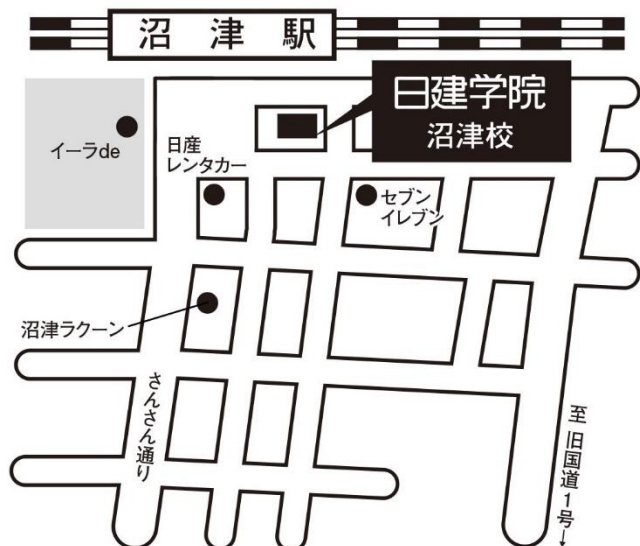 沼津駅
日建学院
沼津校
イーラde
日産
レンタカー
セブン
イレブン
沼津ラクーン
さんさん通り
至旧国道1号↓